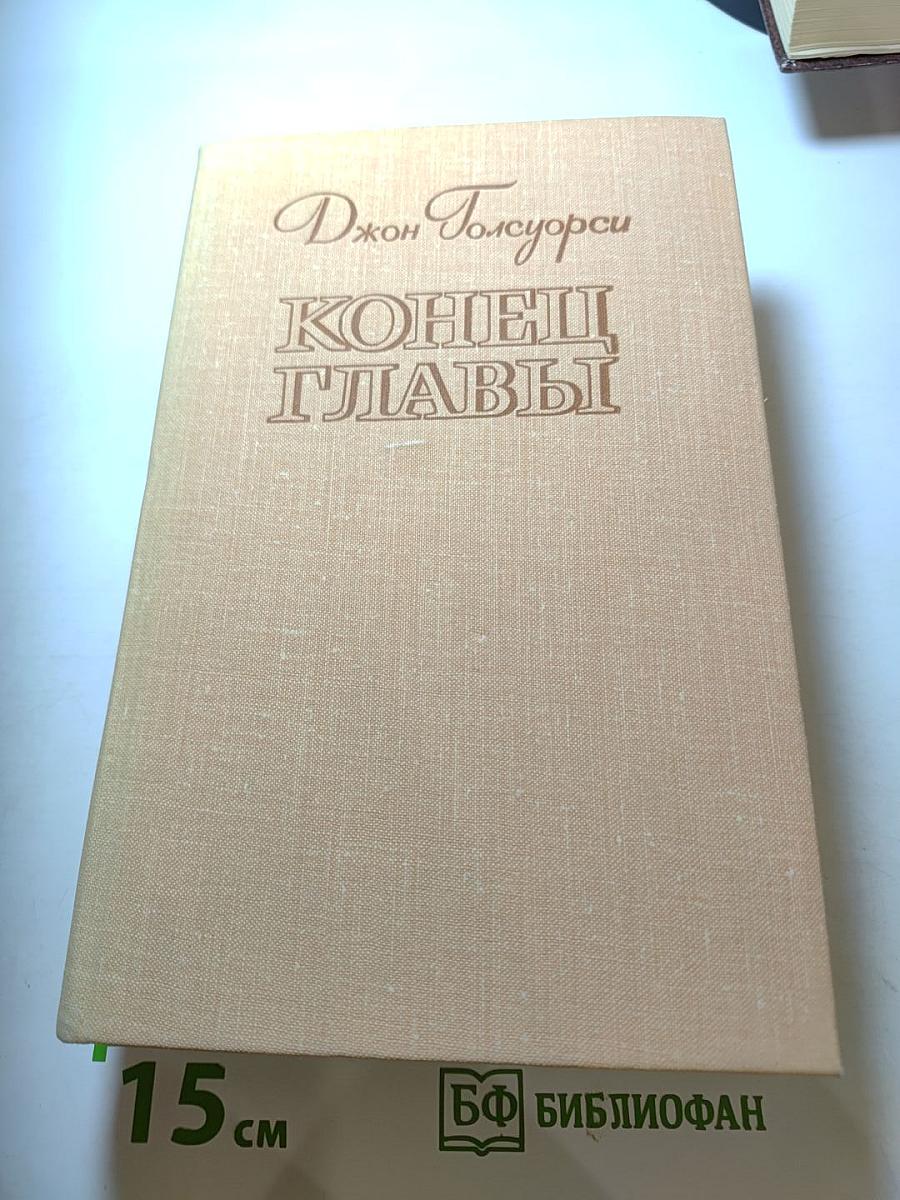 Джон Голсуорси
КОНЕЦ
ГЛАВЫ
15 см
БФ БИБЛИОФАН